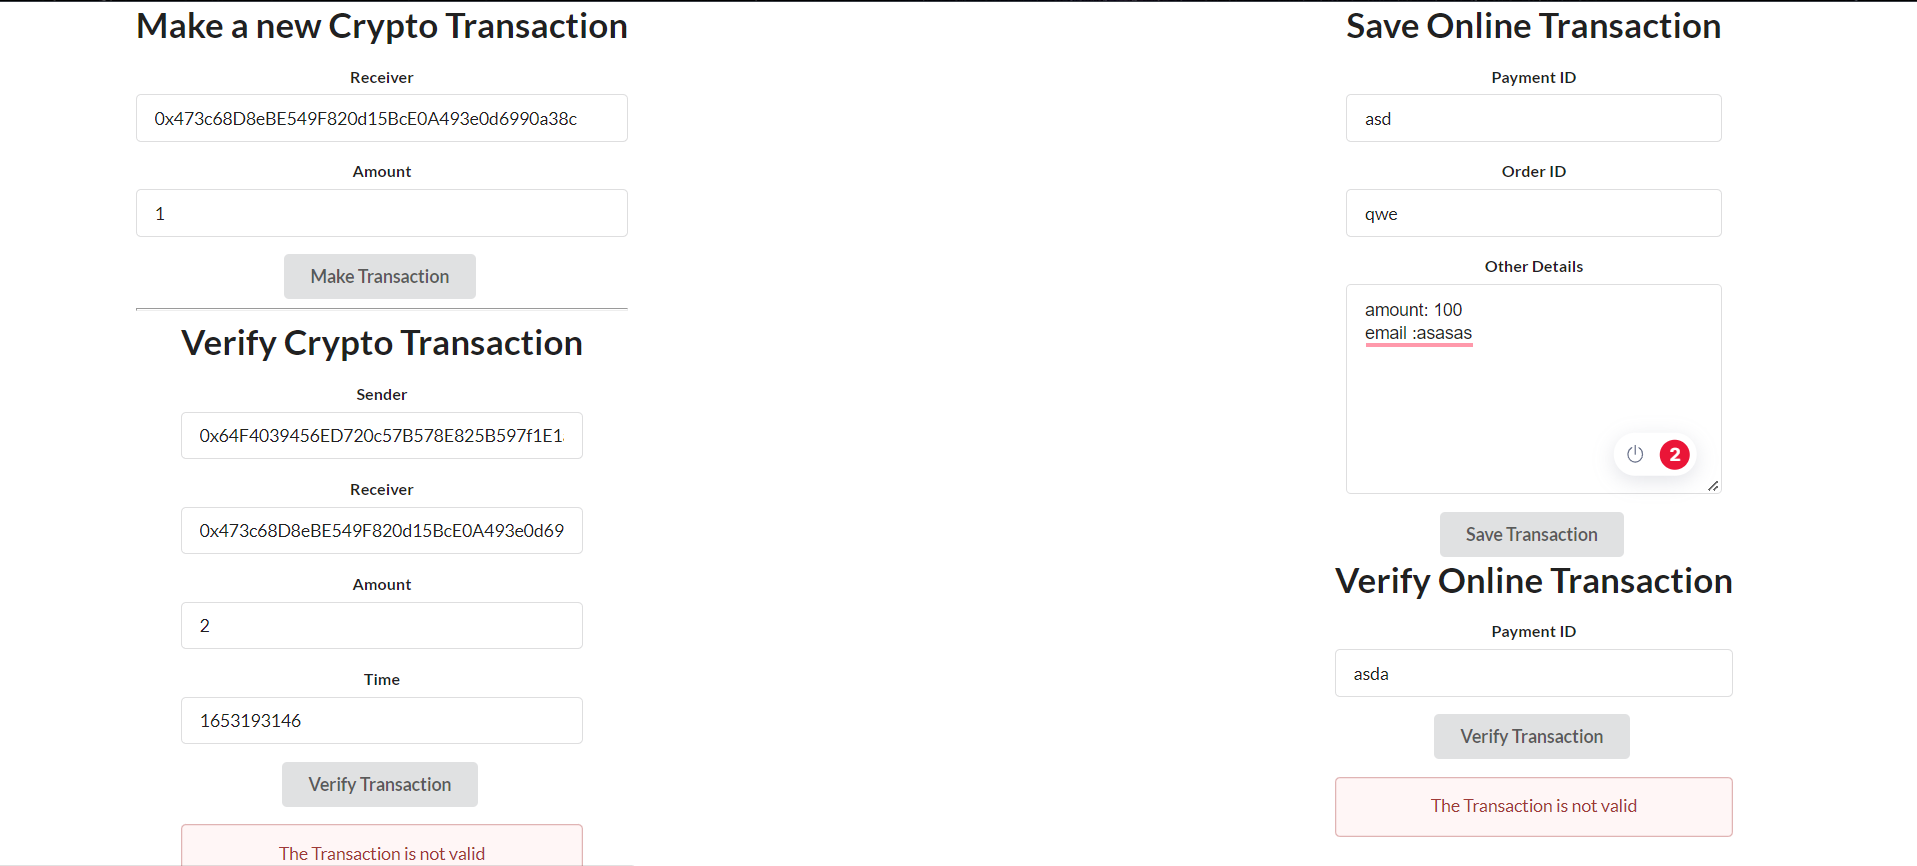 Make a new Crypto Transaction
Receiver
0x473c68D8eBE549F820d15BcE0A493e0d6990a38c
Amount
1
Make Transaction
Verify Crypto Transaction
Sender
0x64F4039456ED720c57B578E825B597f1E1
Receiver
0x473c68D8eBE549F820d15BcE0A493e0d69
Amount
2
Time
1653193146
Verify Transaction
The Transaction is not valid
Save Online Transaction
Payment ID
asd
Order ID
qwe
Other Details
amount: 100
email :asasas
2
Save Transaction
Verify Online Transaction
Payment ID
asda
Verify Transaction
The Transaction is not valid